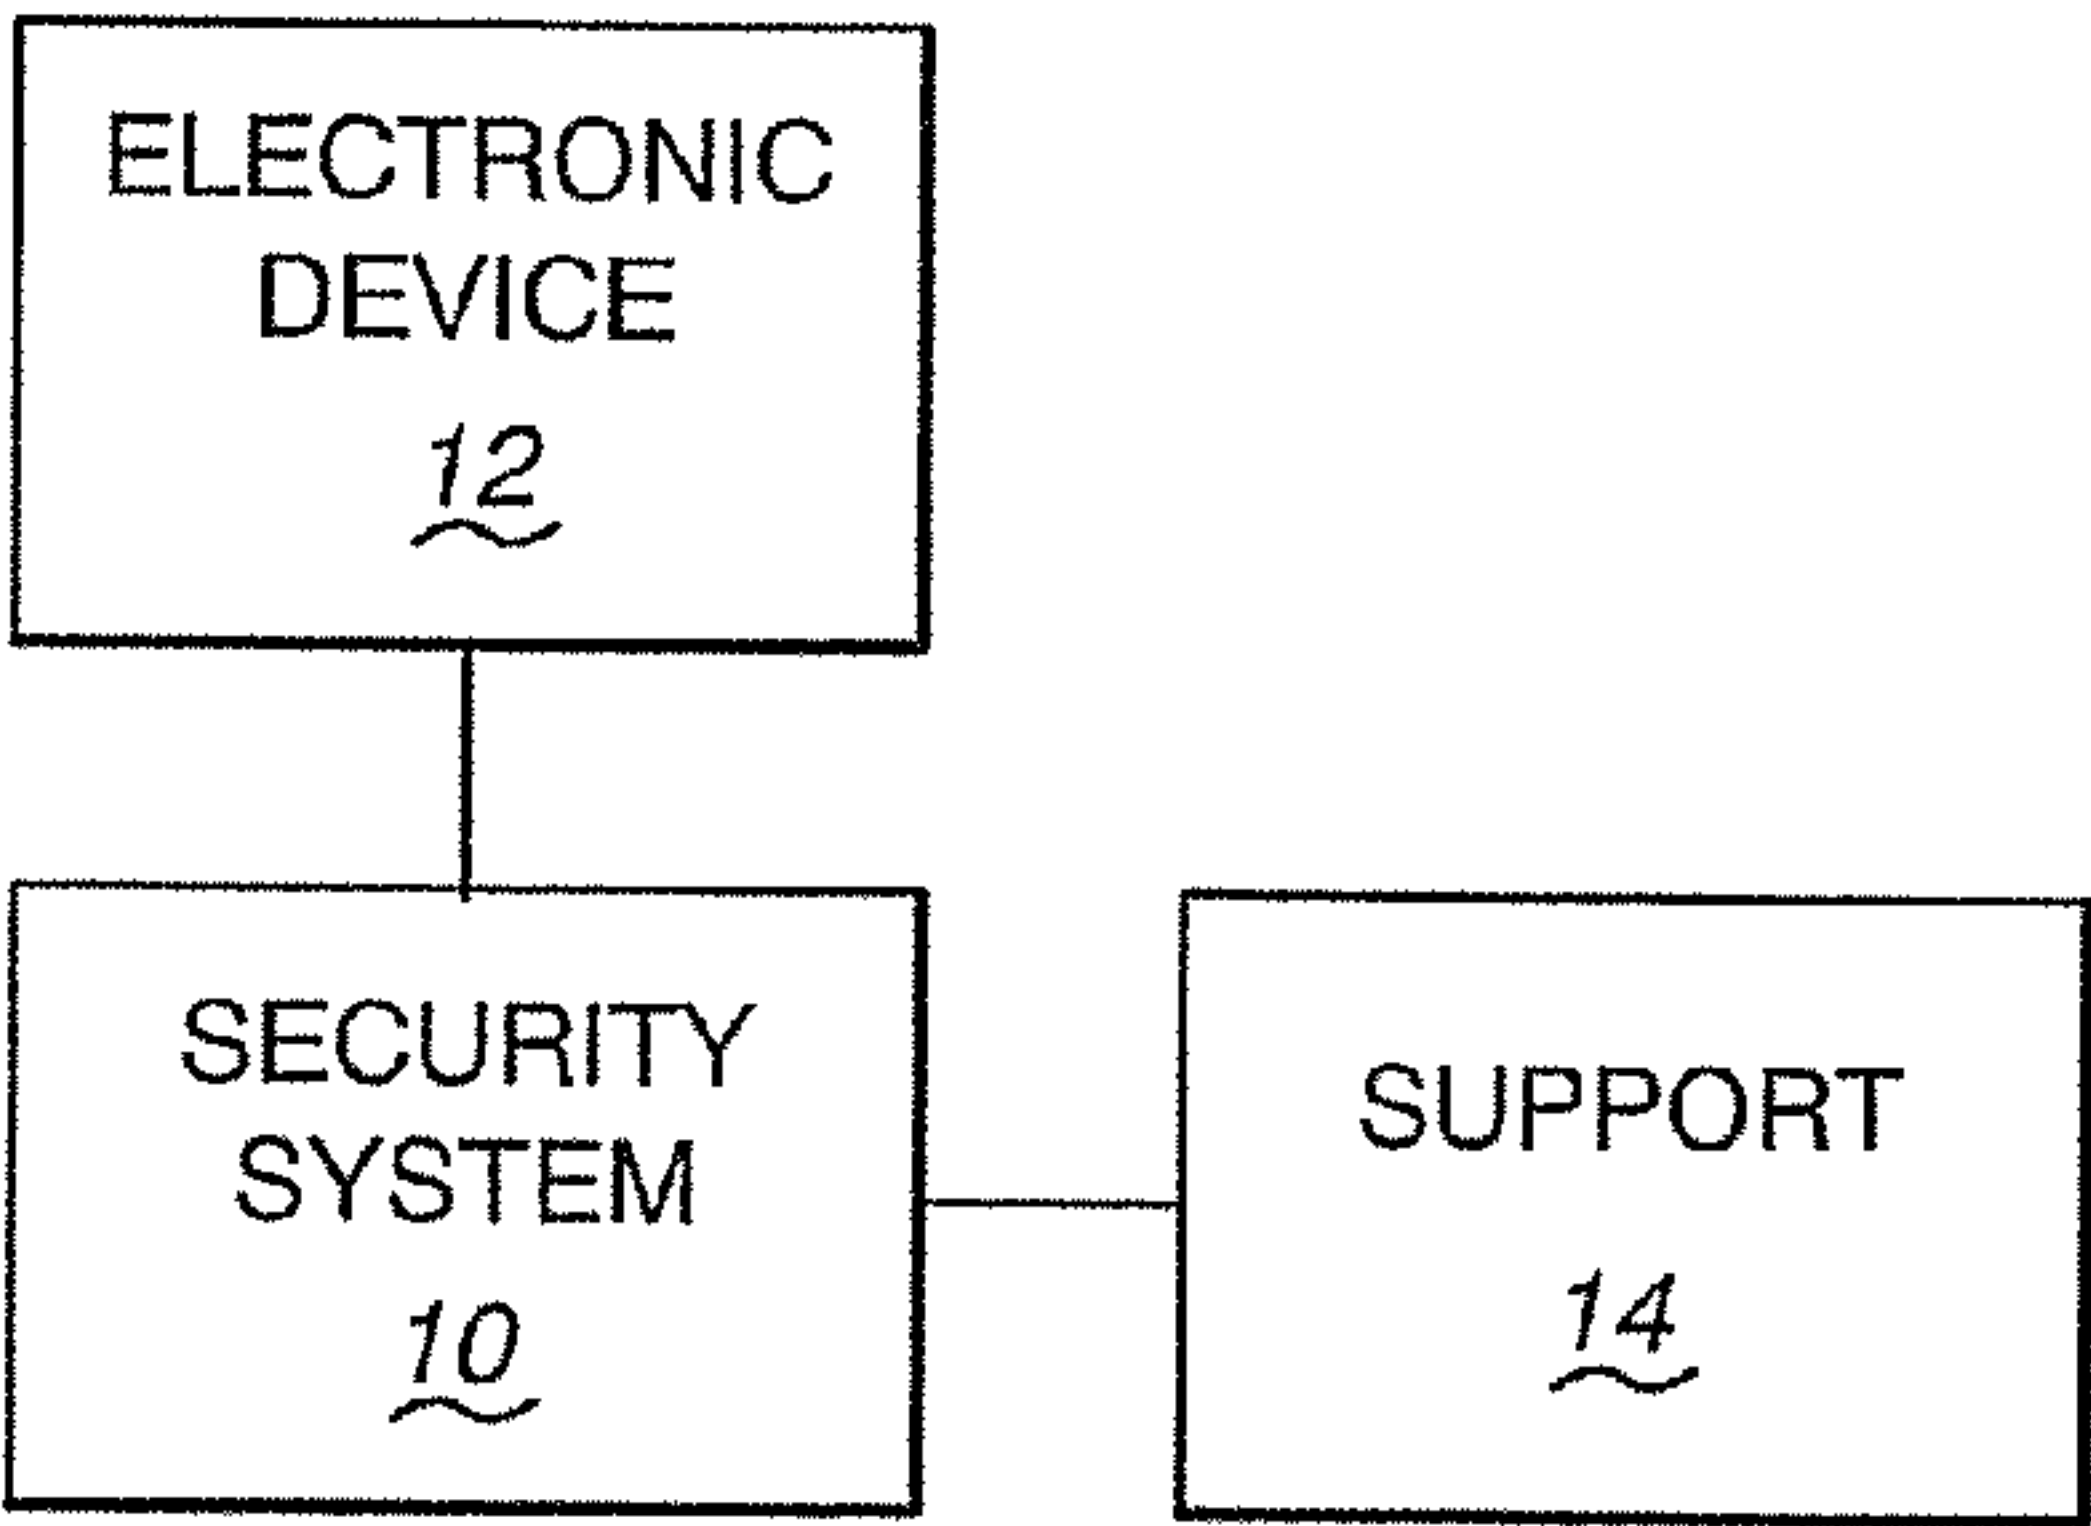 ELECTRONIC
DEVICE
12
SECURITY
SYSTEM
10
SUPPORT
14